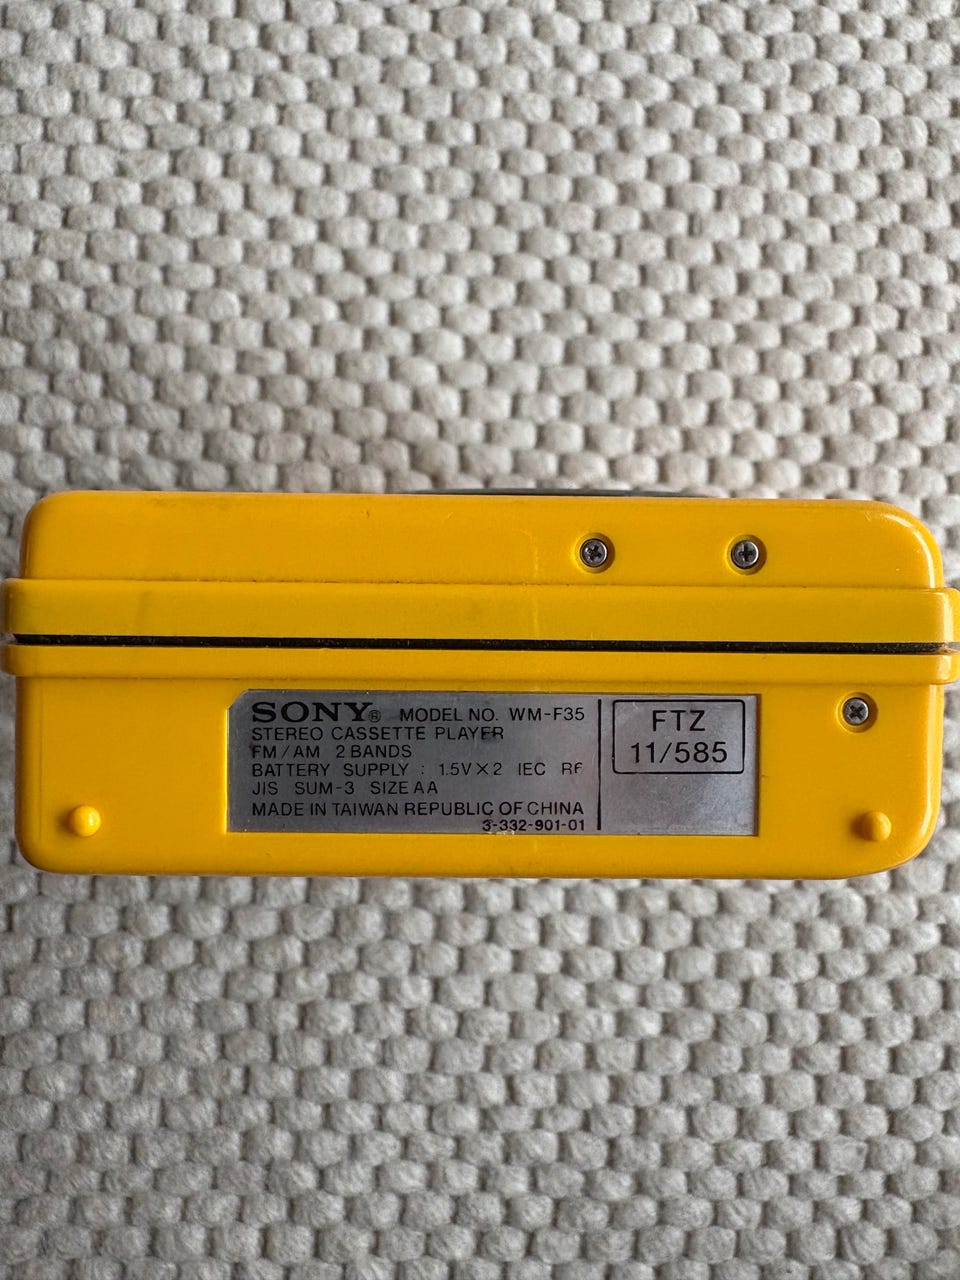 SONY® MODEL NO. WM-F35
STEREO CASSETTE PLAYER
FM/AM 2 BANDS
BATTERY SUPPLY : 1.5V×2 IEC R6
JIS SUM-3 SIZE AA
MADE IN TAIWAN REPUBLIC OF CHINA
3-332-901-01
FTZ
11/585